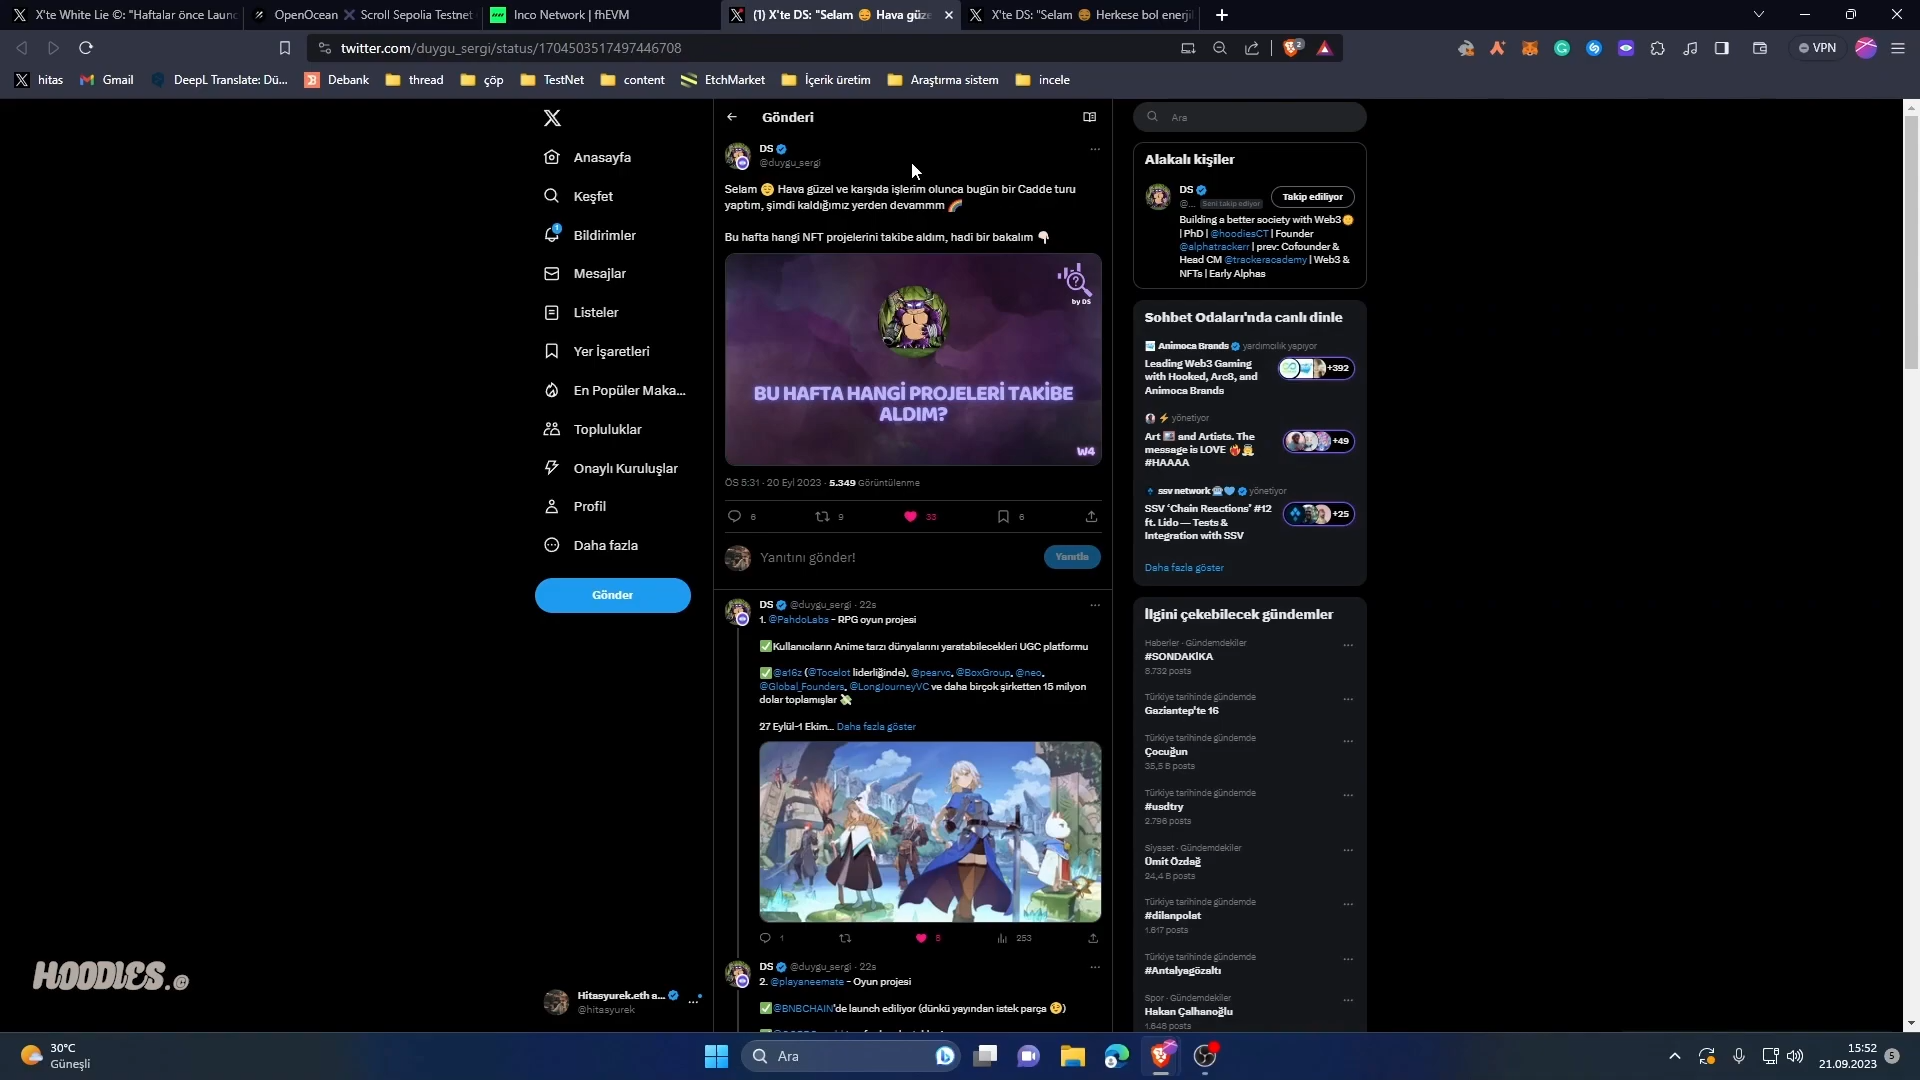 X'te White Lie ©: "Haftalar önce Launc
OpenOcean
Scroll Sepolia Testnet
Inco Network | fhEVM
(1) X'te DS: "Selam 😌 Hava güze
X'te DS: "Selam 😌 Herkese bol enerjil
twitter.com/duygu_sergi/status/1704503517497446708
2
VPN
hitas
Gmail
DeepL Translate: Dü...
Debank
thread
çöp
TestNet
content
EtchMarket
İçerik üretim
Araştırma sistem
incele
Anasayfa
Keşfet
1
Bildirimler
Mesajlar
Listeler
Yer İşaretleri
En Popüler Maka...
Topluluklar
Onaylı Kuruluşlar
Profil
Daha fazla
Gönder
HOODIES.@
Hitasyurek.eth a...
@hitasyurek
Gönderi
DS
@duygu_sergi
Selam 😌 Hava güzel ve karşıda işlerim olunca bugün bir Cadde turu
yaptım, şimdi kaldığımız yerden devammm 🌈
Bu hafta hangi NFT projelerini takibe aldım, hadi bir bakalım 👇🏻
by DS
BU HAFTA HANGİ PROJELERİ TAKİBE
ALDIM?
W4
ÖS 5:31 · 20 Eyl 2023 · 5.349 Görüntülenme
6
9
33
6
Yanıtını gönder!
Yanıtla
DS @duygu_sergi · 22s
1. @PahdoLabs - RPG oyun projesi
✅Kullanıcıların Anime tarzı dünyalarını yaratabilecekleri UGC platformu
✅@a16z (@Tocelot liderliğinde), @pearvc, @BoxGroup, @neo,
@Global_Founders, @LongJourneyVC ve daha birçok şirketten 15 milyon
dolar toplamışlar 💸
27 Eylül-1 Ekim... Daha fazla göster
1
8
253
DS @duygu_sergi · 22s
2. @playaneemate - Oyun projesi
✅@BNBCHAIN'de launch ediliyor (dünkü yayından istek parça 😉)
Ara
Alakalı kişiler
DS
@... Seni takip ediyor
Takip ediliyor
Building a better society with Web3🌞
| PhD | @hoodiesCT | Founder
@alphatrackerr | prev: Cofounder &
Head CM @trackeracademy | Web3 &
NFTs | Early Alphas
Sohbet Odaları'nda canlı dinle
Animoca Brands yardımcılık yapıyor
Leading Web3 Gaming
with Hooked, Arc8, and
Animoca Brands
+392
⚡ yönetiyor
Art 🖼 and Artists. The
message is LOVE
#HAAAA
+49
ssv network yönetiyor
SSV ‘Chain Reactions’ #12
ft. Lido — Tests &
Integration with SSV
+25
Daha fazla göster
İlgini çekebilecek gündemler
Haberler · Gündemdekiler
#SONDAKİKA
8.732 posts
Türkiye tarihinde gündemde
Gaziantep'te 16
Türkiye tarihinde gündemde
Çocuğun
35,5 B posts
Türkiye tarihinde gündemde
#usdtry
2.796 posts
Siyaset · Gündemdekiler
Ümit Özdağ
24,4 B posts
Türkiye tarihinde gündemde
#dilanpolat
1.617 posts
Türkiye tarihinde gündemde
#Antalyagözaltı
Spor · Gündemdekiler
Hakan Çalhanoğlu
1.648 posts
30°C
Güneşli
Ara
15:52
21.09.2023
5